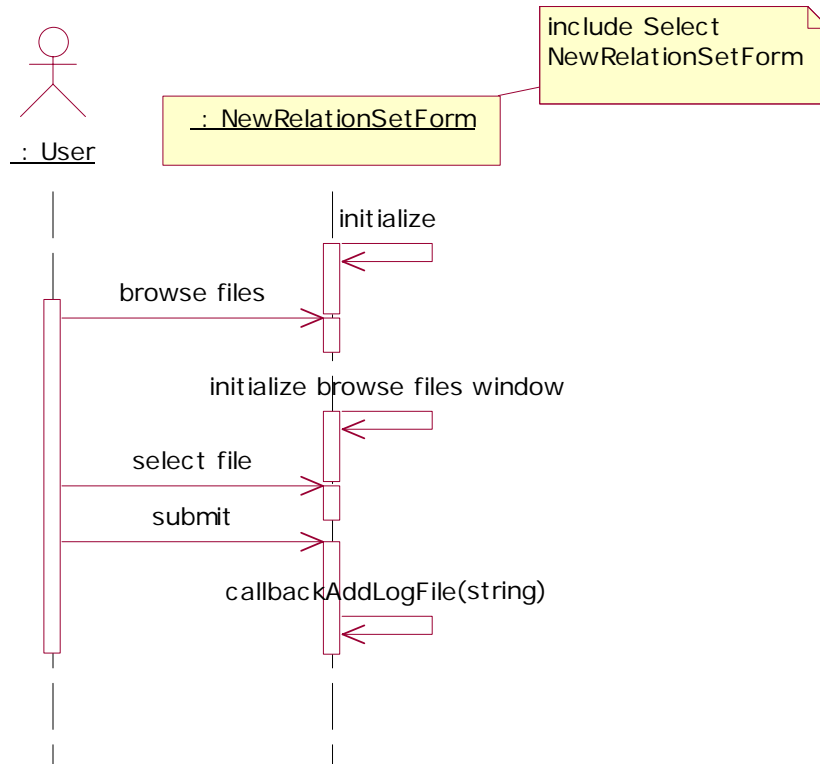 include Select
NewRelationSetForm
: NewRelationSetForm
: User
initialize
browse files
initialize browse files window
select file
submit
callbackAddLogFile(string)